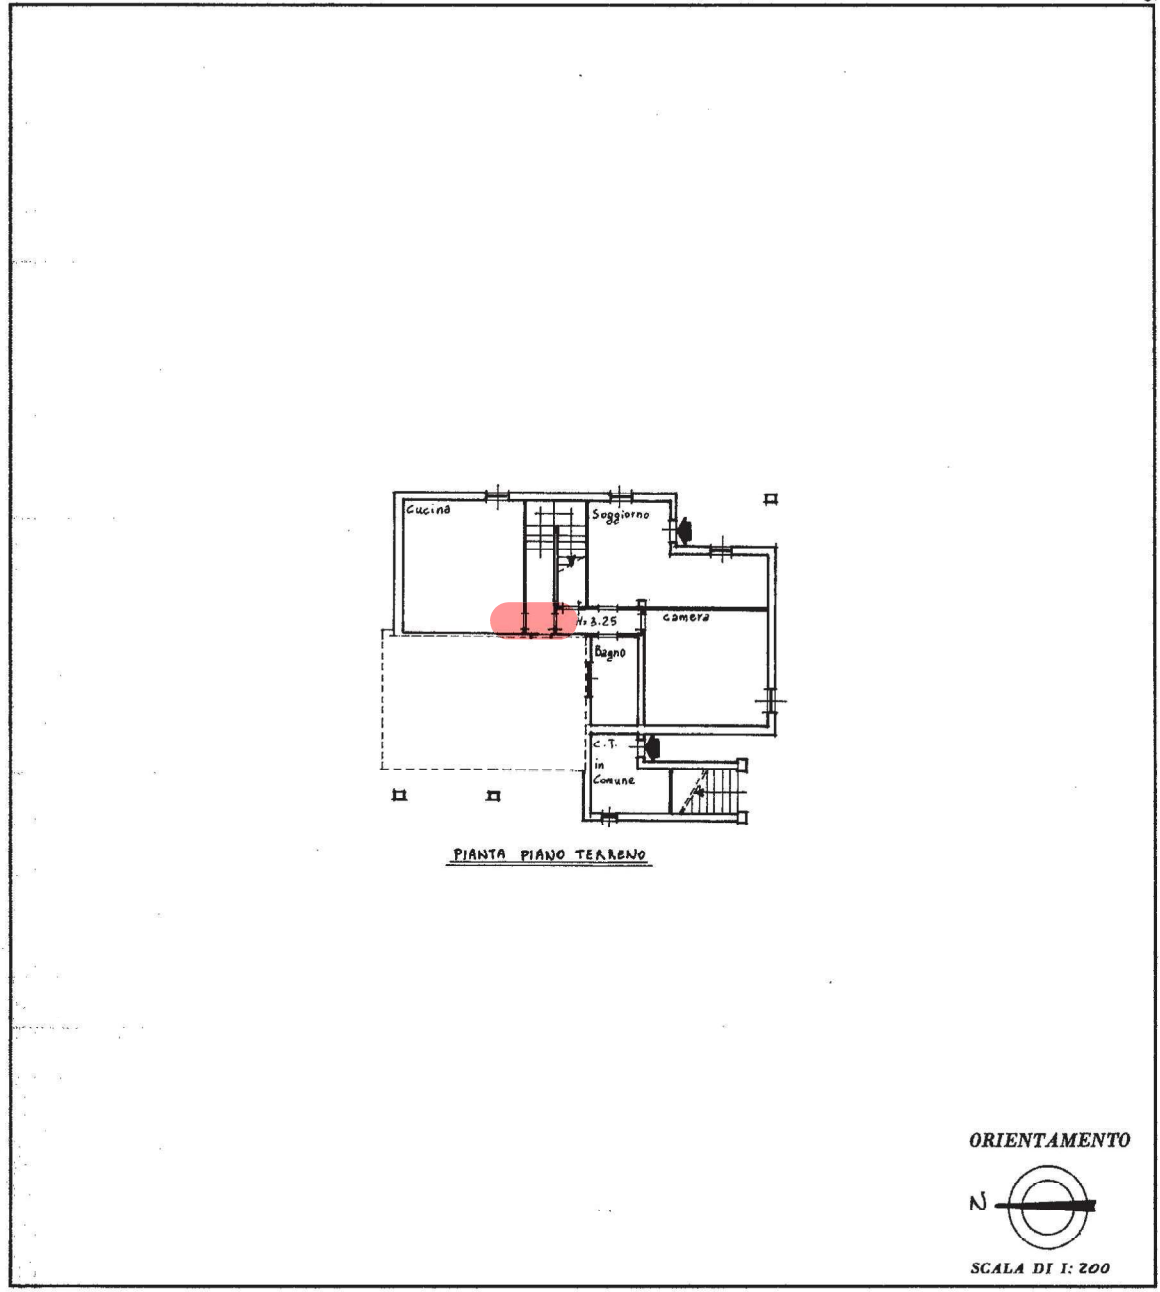 Cucina
Soggiorno
H= 3.25
camera
Bagno
C.T.
in
Comune
PIANTA PIANO TERRENO
ORIENTAMENTO
N
SCALA DI 1: 200